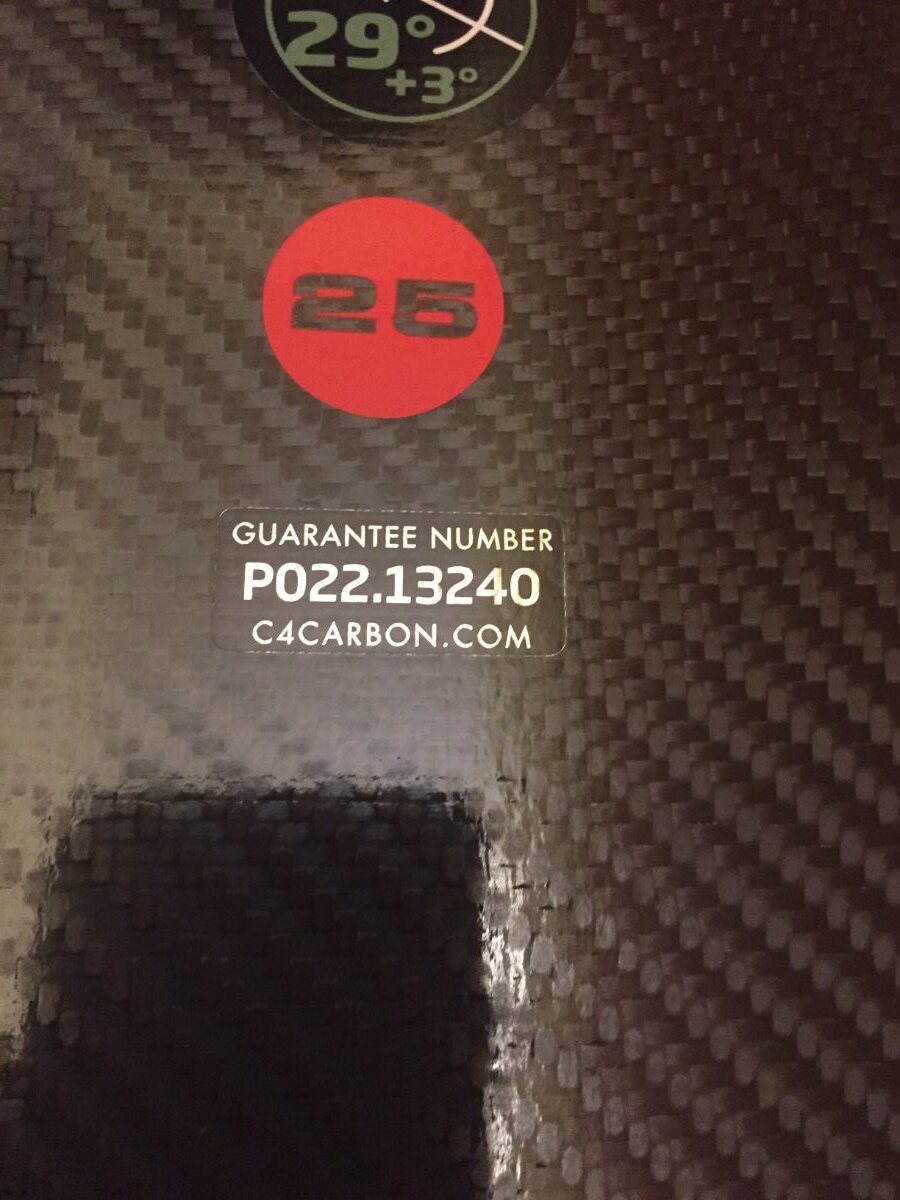 29°
+3°
25
GUARANTEE NUMBER
P022.13240
C4CARBON.COM